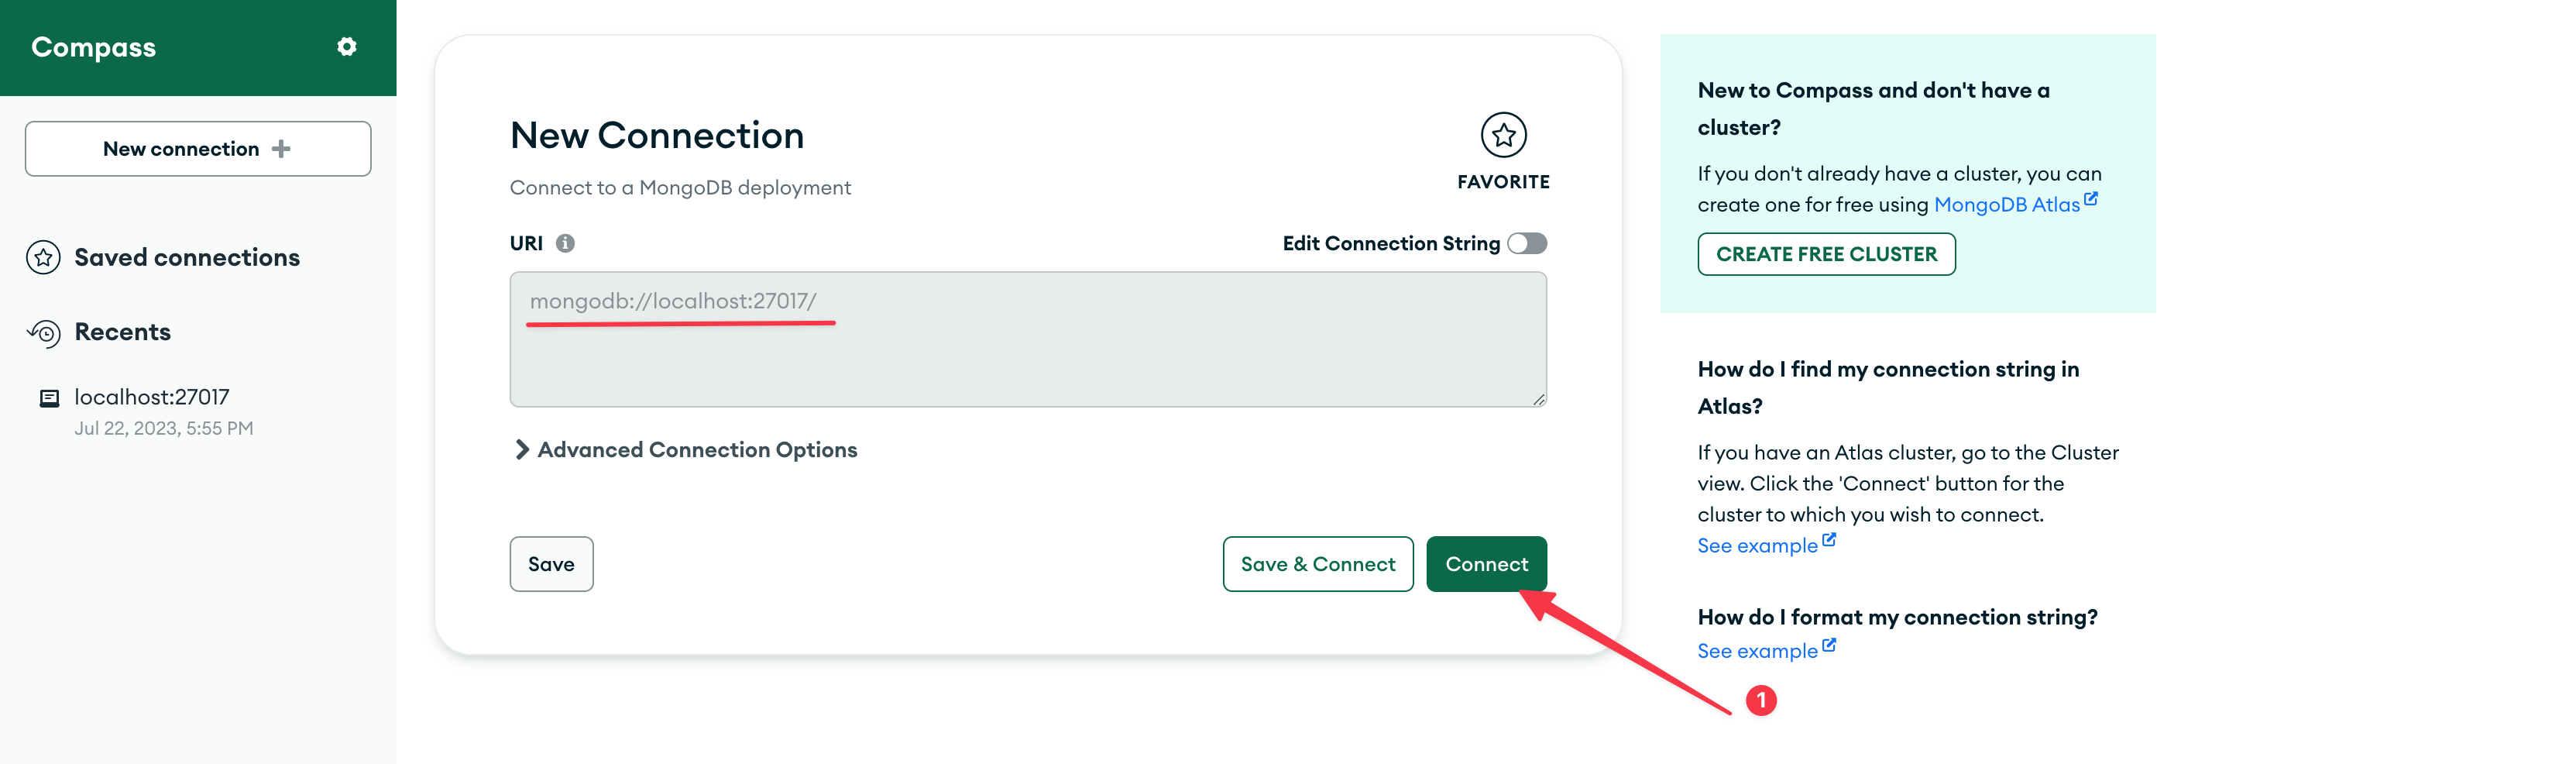 Compass
New connection
Saved connections
Recents
localhost:27017
Jul 22, 2023, 5:55 PM
New Connection
Connect to a MongoDB deployment
FAVORITE
URI
Edit Connection String
mongodb://localhost:27017/
Advanced Connection Options
Save
Save & Connect
Connect
1
New to Compass and don't have a
cluster?
If you don't already have a cluster, you can
create one for free using MongoDB Atlas
CREATE FREE CLUSTER
How do I find my connection string in
Atlas?
If you have an Atlas cluster, go to the Cluster
view. Click the 'Connect' button for the
cluster to which you wish to connect.
See example
How do I format my connection string?
See example